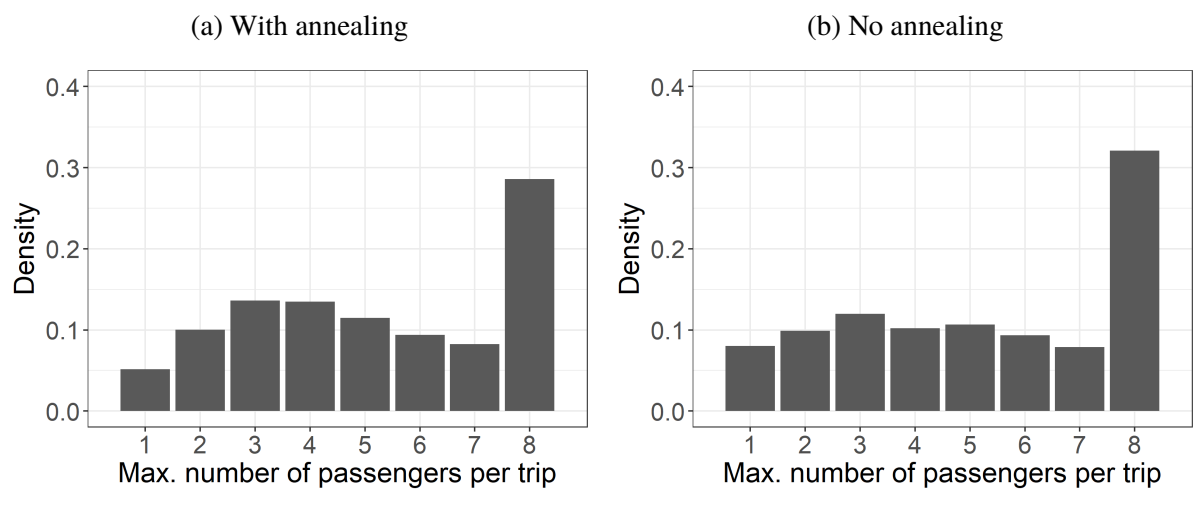 (a) With annealing
0.4
0.3
0.2
0.1
0.0
Density
1 2 3 4 5 6 7 8
Max. number of passengers per trip
(b) No annealing
0.4
0.3
0.2
0.1
0.0
Density
1 2 3 4 5 6 7 8
Max. number of passengers per trip